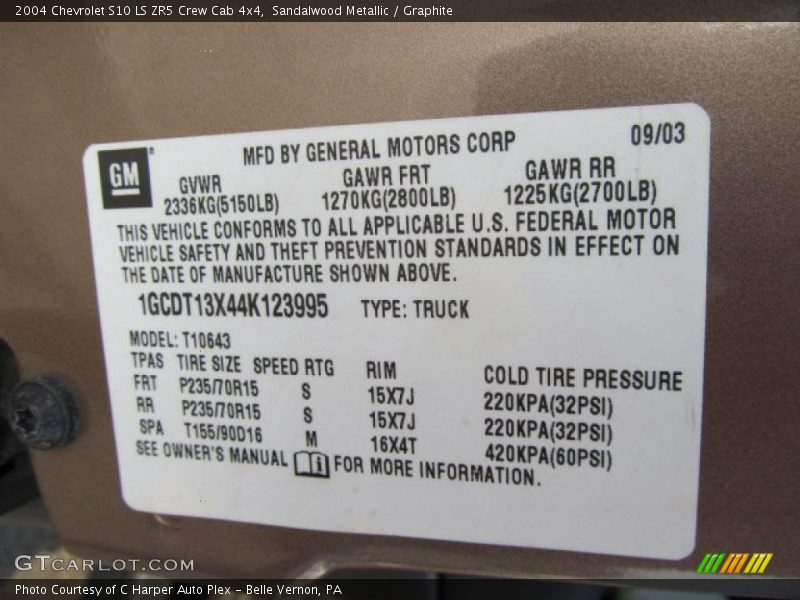 2004 Chevrolet S10 LS ZR5 Crew Cab 4x4, Sandalwood Metallic / Graphite
GM
MFD BY GENERAL MOTORS CORP 09/03
GVWR GAWR FRT GAWR RR
2336KG(5150LB) 1270KG(2800LB) 1225KG(2700LB)
THIS VEHICLE CONFORMS TO ALL APPLICABLE U.S. FEDERAL MOTOR
VEHICLE SAFETY AND THEFT PREVENTION STANDARDS IN EFFECT ON
THE DATE OF MANUFACTURE SHOWN ABOVE.
1GCDT13X44K123995 TYPE: TRUCK
MODEL: T10643
TPAS TIRE SIZE SPEED RTG RIM COLD TIRE PRESSURE
FRT P235/70R15 S 15X7J 220KPA(32PSI)
RR P235/70R15 S 15X7J 220KPA(32PSI)
SPA T155/90D16 M 16X4T 420KPA(60PSI)
SEE OWNER'S MANUAL i FOR MORE INFORMATION.
GTCARLOT.COM
Photo Courtesy of C Harper Auto Plex - Belle Vernon, PA